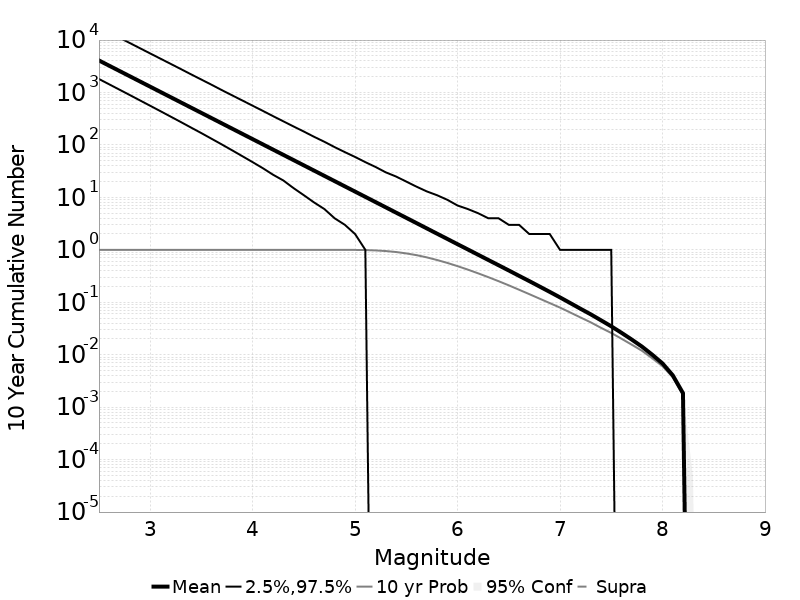 10^4
10^3
10^2
10^1
10^0
10^-1
10^-2
10^-3
10^-4
10^-5
10 Year Cumulative Number
3 4 5 6 7 8 9
Magnitude
Mean 2.5%,97.5% 10 yr Prob 95% Conf Supra